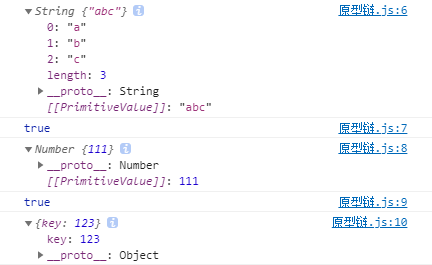 ▼String {"abc"} i 原型链.js:6
0: "a"
1: "b"
2: "c"
length: 3
▶__proto__: String
[[PrimitiveValue]]: "abc"
true 原型链.js:7
▼Number {111} i 原型链.js:8
▶__proto__: Number
[[PrimitiveValue]]: 111
true 原型链.js:9
▼{key: 123} i 原型链.js:10
key: 123
▶__proto__: Object